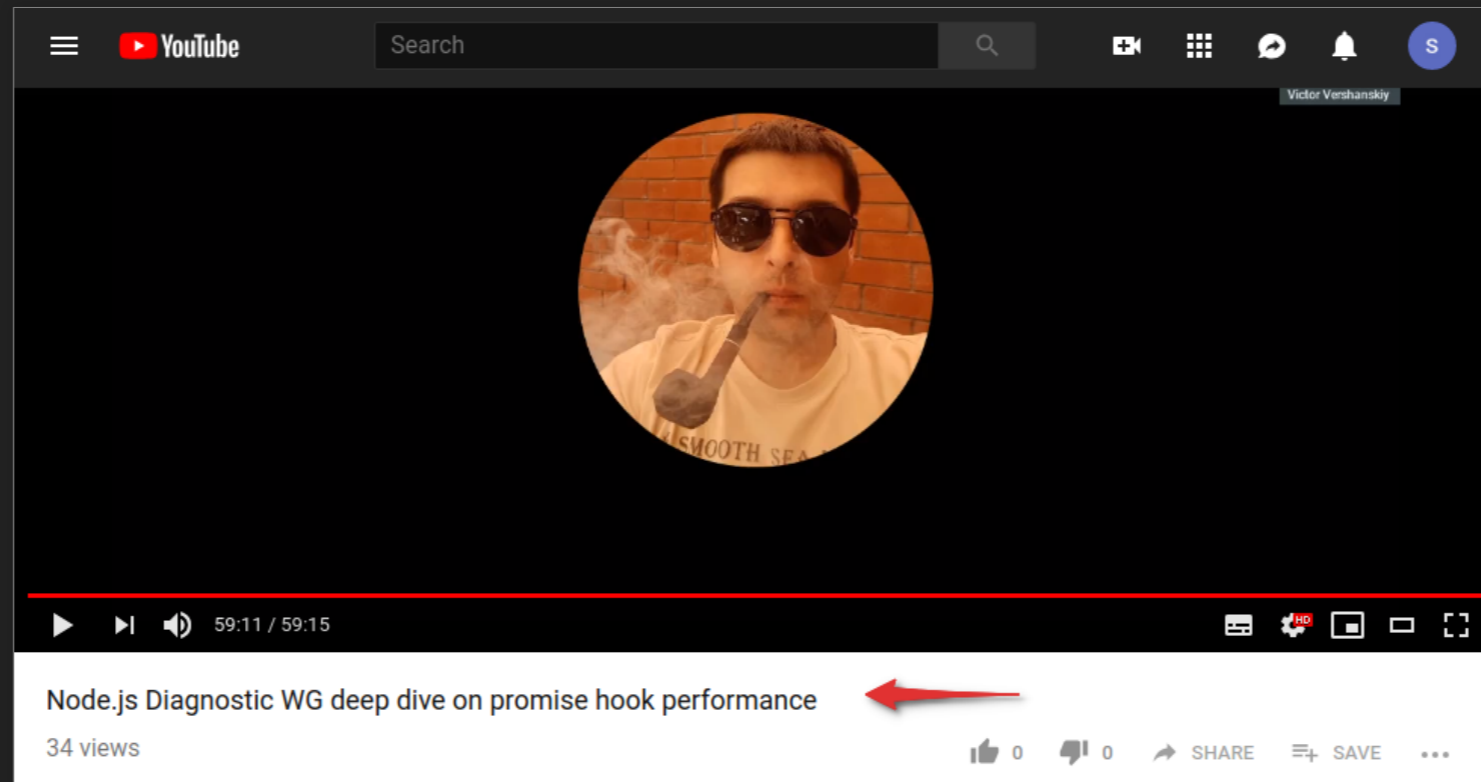 YouTube
Search
S
Victor Vershanskiy
SMOOTH SEA
59:11 / 59:15
HD
Node.js Diagnostic WG deep dive on promise hook performance
34 views
0
0
SHARE
SAVE